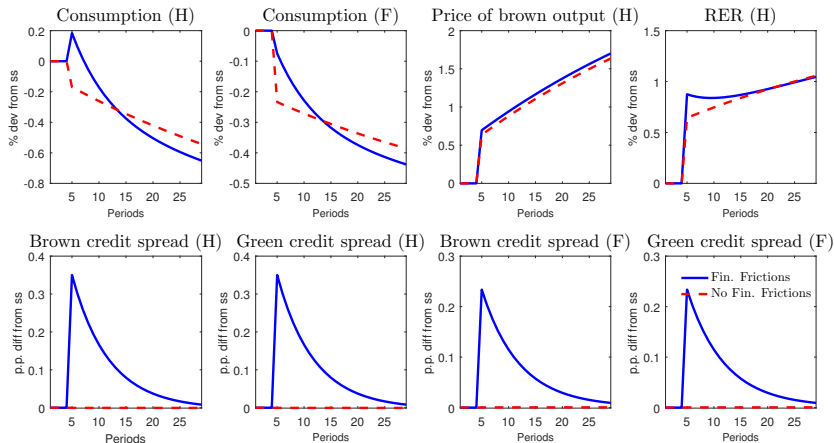 Consumption (H)
Consumption (F)
Price of brown output (H)
RER (H)
% dev from ss
0.2
0
-0.2
-0.4
-0.6
-0.8
5 10 15 20 25
Periods
% dev from ss
0
-0.1
-0.2
-0.3
-0.4
-0.5
5 10 15 20 25
Periods
% dev from ss
2
1.5
1
0.5
0
5 10 15 20 25
Periods
% dev from ss
1.5
1
0.5
0
5 10 15 20 25
Periods
Brown credit spread (H)
Green credit spread (H)
Brown credit spread (F)
Green credit spread (F)
p.p. diff from ss
0.4
0.3
0.2
0.1
0
5 10 15 20 25
Periods
p.p. diff from ss
0.4
0.3
0.2
0.1
0
5 10 15 20 25
Periods
p.p. diff from ss
0.3
0.2
0.1
0
5 10 15 20 25
Periods
p.p. diff from ss
0.3
0.2
0.1
0
5 10 15 20 25
Periods
Fin. Frictions
No Fin. Frictions